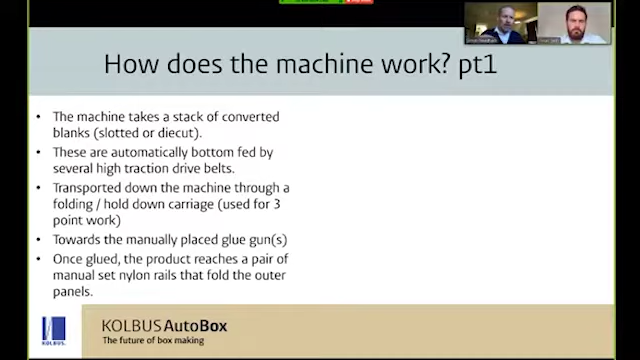 How does the machine work? pt1
• The machine takes a stack of converted
blanks (slotted or diecut).
• These are automatically bottom fed by
several high traction drive belts.
• Transported down the machine through a
folding / hold down carriage (used for 3
point work)
• Towards the manually placed glue gun(s)
• Once glued, the product reaches a pair of
manual set nylon rails that fold the outer
panels.
KOLBUS.
KOLBUS AutoBox
The future of box making